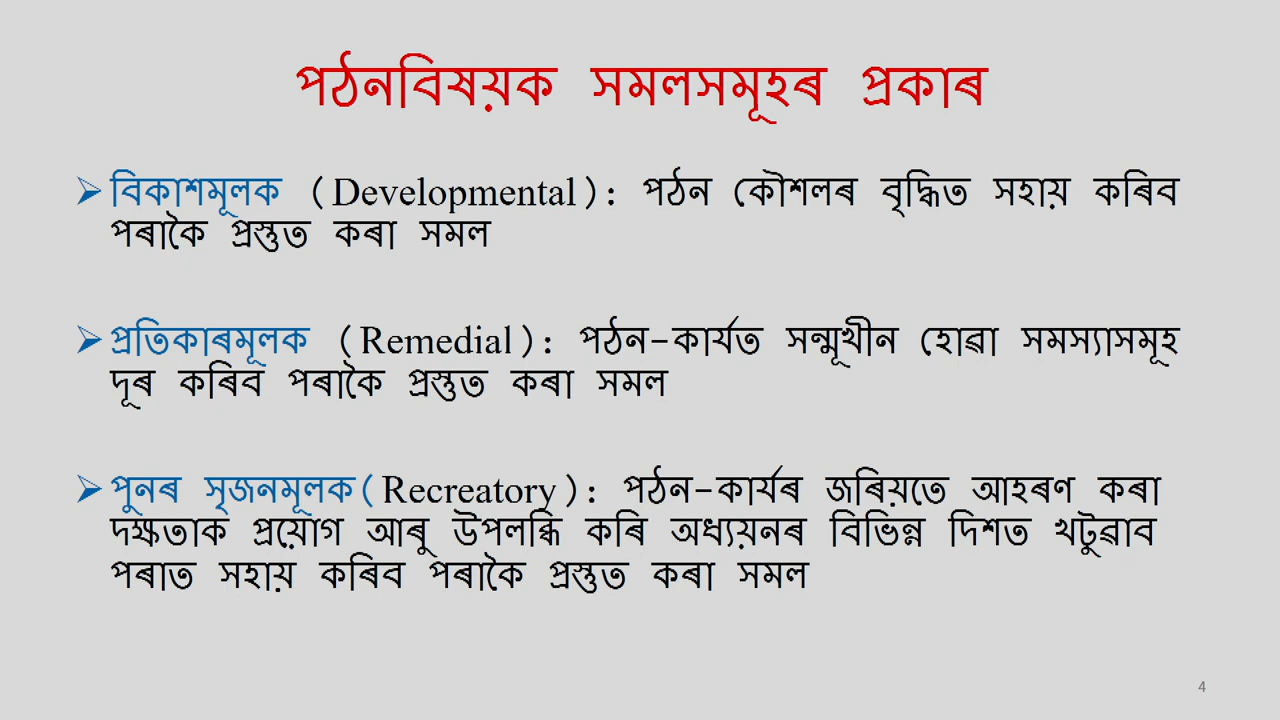 পঠনবিষয়ক সমলসমূহৰ প্ৰকাৰ
➢বিকাশমূলক (Developmental): পঠন কৌশলৰ বৃদ্ধিত সহায় কৰিব
পৰাকৈ প্ৰস্তুত কৰা সমল
➢প্ৰতিকাৰমূলক (Remedial): পঠন-কাৰ্যত সন্মূখীন হোৱা সমস্যাসমূহ
দূৰ কৰিব পৰাকৈ প্ৰস্তুত কৰা সমল
➢পুনৰ সৃজনমূলক(Recreatory): পঠন-কাৰ্যৰ জৰিয়তে আহৰণ কৰা
দক্ষতাক প্ৰয়োগ আৰু উপলব্ধি কৰি অধ্যয়নৰ বিভিন্ন দিশত খটুৱাব
পৰাত সহায় কৰিব পৰাকৈ প্ৰস্তুত কৰা সমল
4